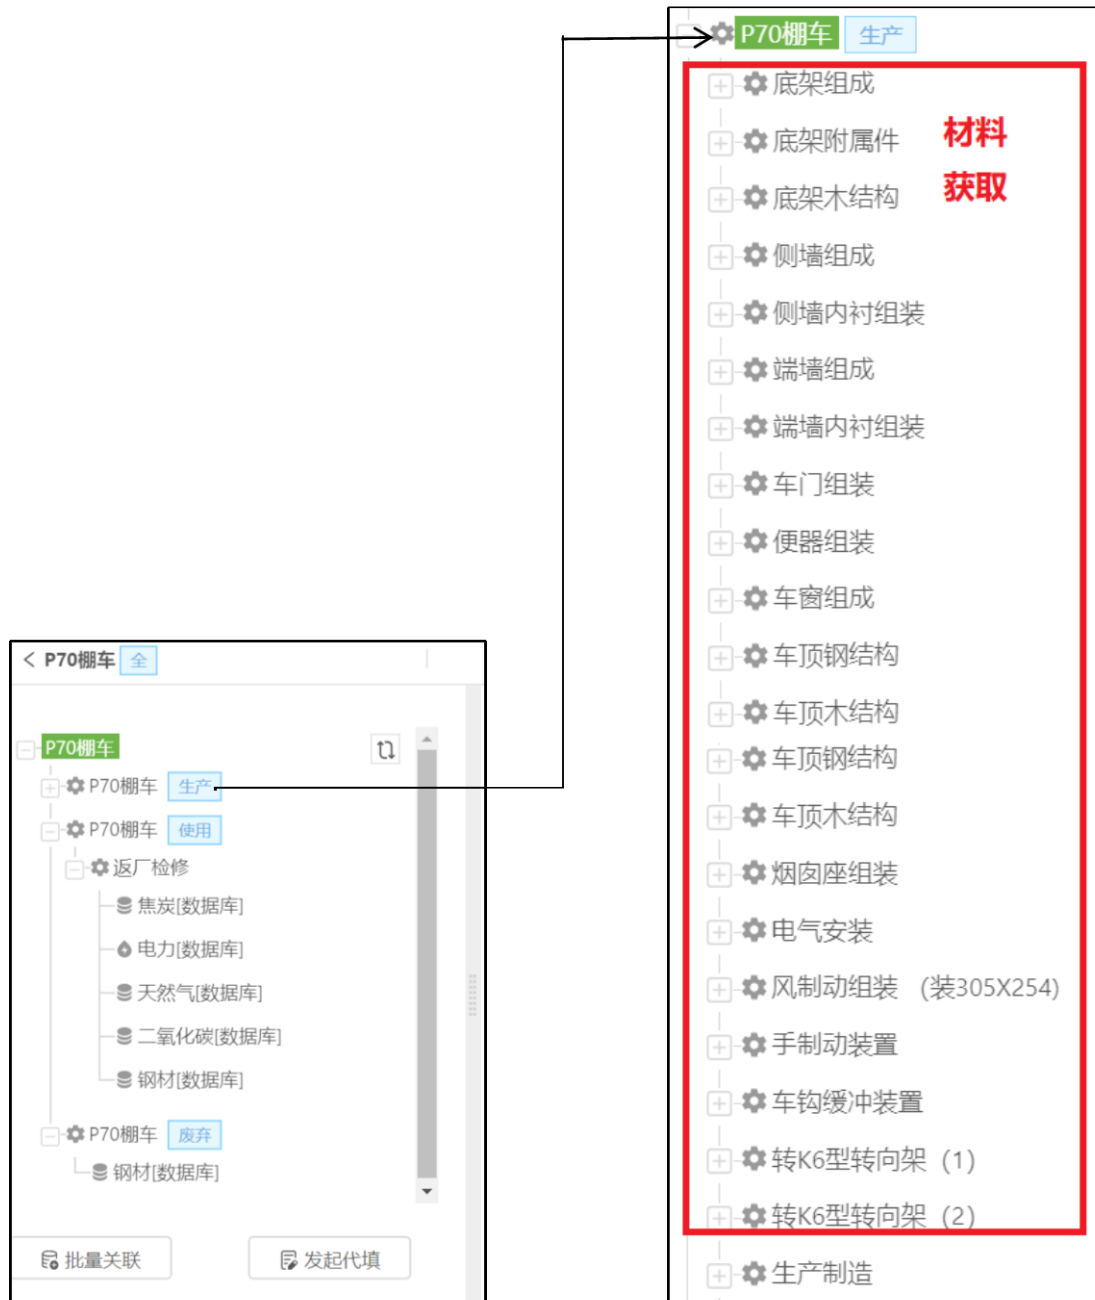 P70棚车 全
P70棚车
P70棚车 生产
P70棚车 使用
返厂检修
焦炭[数据库]
电力[数据库]
天然气[数据库]
二氧化碳[数据库]
钢材[数据库]
P70棚车 废弃
钢材[数据库]
批量关联 发起代填
P70棚车 生产
底架组成
底架附属件
底架木结构
材料
获取
侧墙组成
侧墙内衬组装
端墙组成
端墙内衬组装
车门组装
便器组装
车窗组成
车顶钢结构
车顶木结构
车顶钢结构
车顶木结构
烟囱座组装
电气安装
风制动组装 (装305X254)
手制动装置
车钩缓冲装置
转K6型转向架 (1)
转K6型转向架 (2)
生产制造